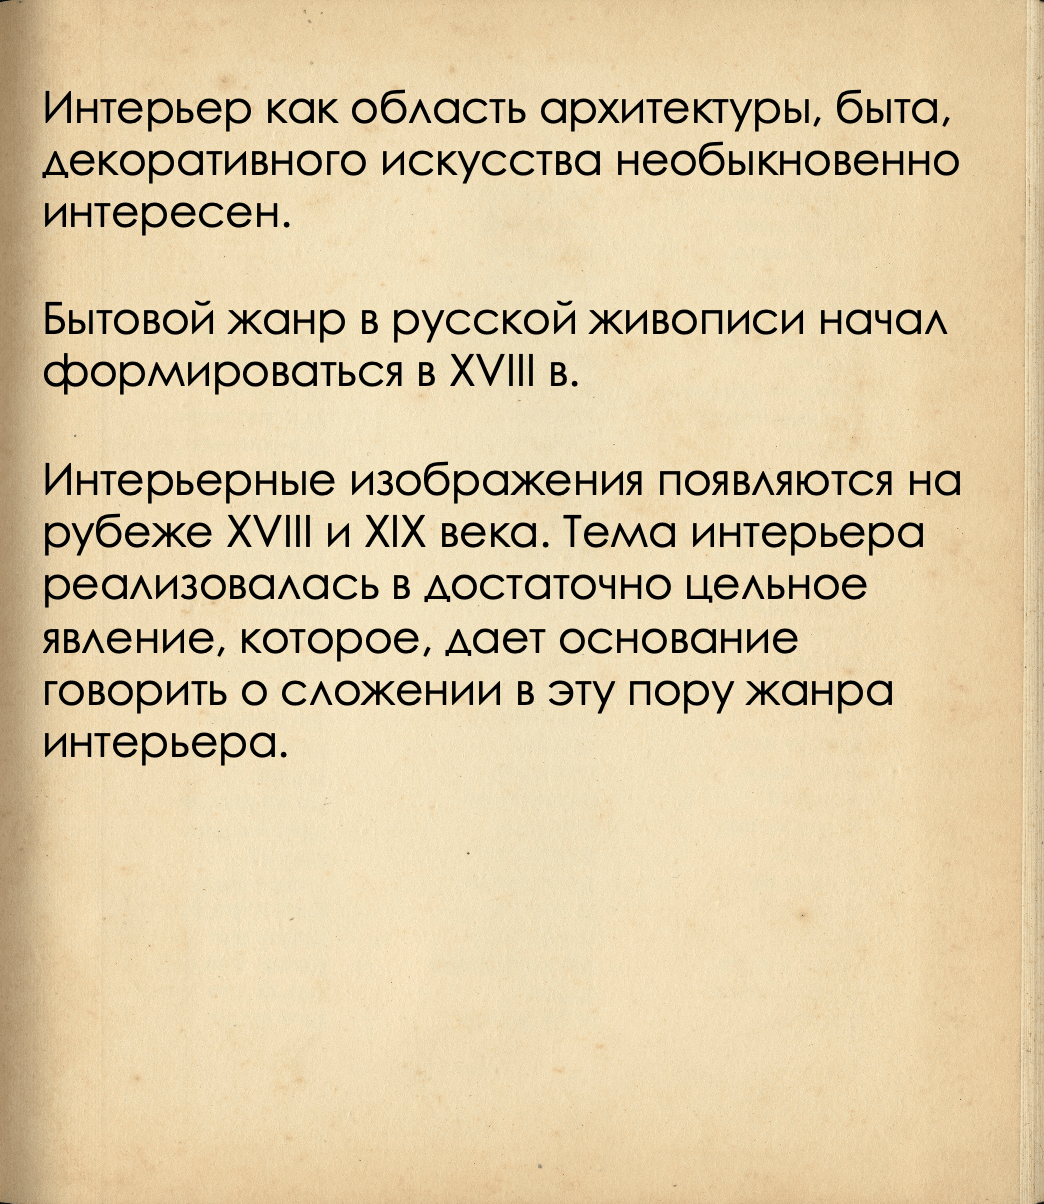 Интерьер как область архитектуры, быта,
декоративного искусства необыкновенно
интересен.
Бытовой жанр в русской живописи начал
формироваться в XVIII в.
Интерьерные изображения появляются на
рубеже XVIII и XIX века. Тема интерьера
реализовалась в достаточно цельное
явление, которое, дает основание
говорить о сложении в эту пору жанра
интерьера.